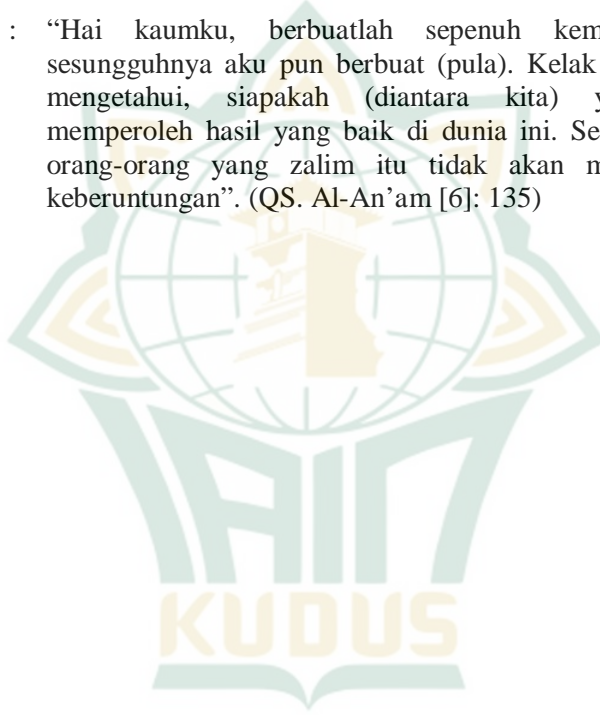 : “Hai kaumku, berbuatlah sepenuh kem
sesungguhnya aku pun berbuat (pula). Kelak
mengetahui, siapakah (diantara kita) y
memperoleh hasil yang baik di dunia ini. Se
orang-orang yang zalim itu tidak akan m
keberuntungan”. (QS. Al-An’am [6]: 135)
IAIN
KUDUS